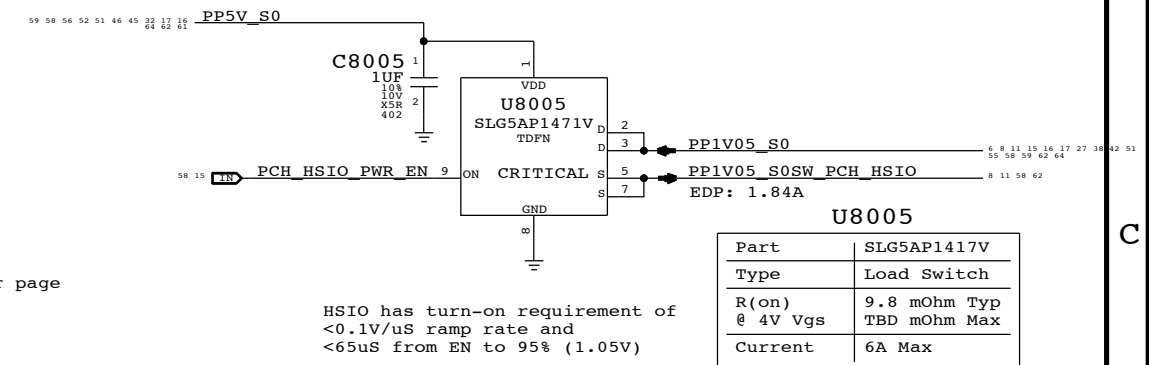 59 58 56 52 51 46 45 32 17 16
64 62 61
PP5V_S0
C8005
1
1UF
10%
10V
X5R
402
2
1
VDD
U8005
SLG5AP1471V
TDFN
D
2
D
3
PP1V05_S0
6 8 11 15 16 17 27 38 42 51
55 58 59 62 64
58 15
IN
PCH_HSIO_PWR_EN
9
ON
CRITICAL
S
5
S
7
PP1V05_S0SW_PCH_HSIO
8 11 58 62
EDP: 1.84A
GND
8
U8005
Part SLG5AP1417V
Type Load Switch
R(on) 9.8 mOhm Typ
@ 4V Vgs TBD mOhm Max
Current 6A Max
C
page
HSIO has turn-on requirement of
<0.1V/uS ramp rate and
<65uS from EN to 95% (1.05V)